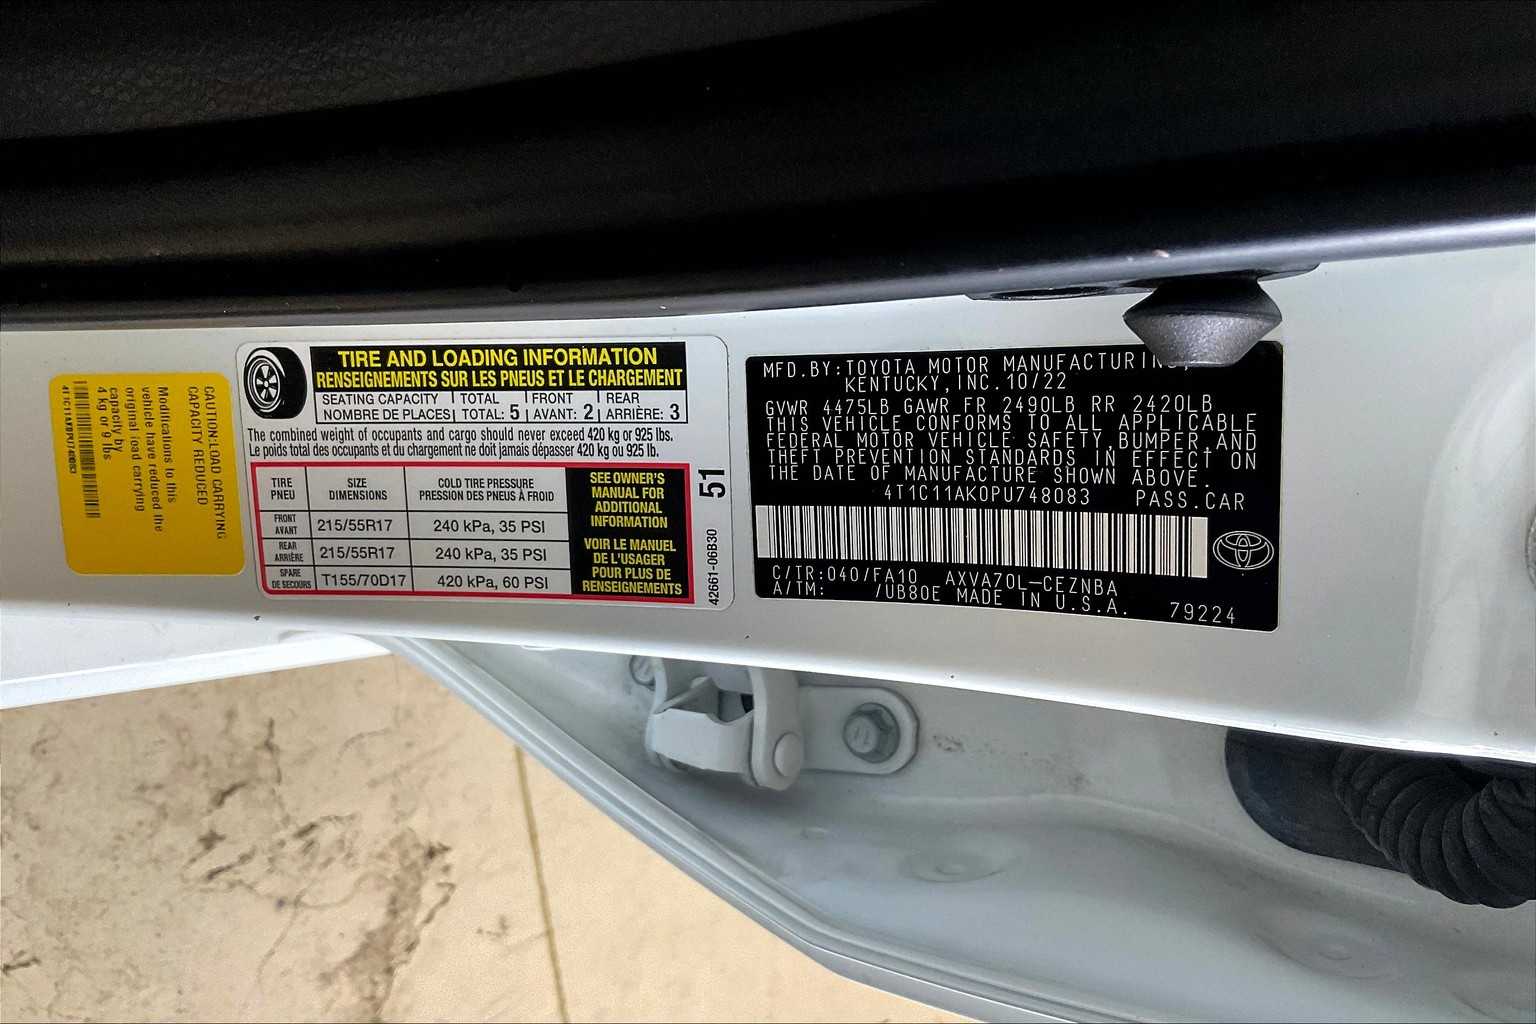 CAUTION:LOAD CARRYING
CAPACITY REDUCED
Modifications to this
vehicle have reduced the
original load carrying
capacity by
4 kg or 9 lbs
4T1C11AK0PU748083
TIRE AND LOADING INFORMATION
RENSEIGNEMENTS SUR LES PNEUS ET LE CHARGEMENT
SEATING CAPACITY TOTAL FRONT REAR
NOMBRE DE PLACES TOTAL: 5 AVANT: 2 ARRIÈRE: 3
The combined weight of occupants and cargo should never exceed 420 kg or 925 lbs.
Le poids total des occupants et du chargement ne doit jamais dépasser 420 kg ou 925 lb.
TIRE SIZE COLD TIRE PRESSURE
PNEU DIMENSIONS PRESSION DES PNEUS À FROID
FRONT
AVANT 215/55R17 240 kPa, 35 PSI
REAR
ARRIÈRE 215/55R17 240 kPa, 35 PSI
SPARE
DE SECOURS T155/70D17 420 kPa, 60 PSI
SEE OWNER'S
MANUAL FOR
ADDITIONAL
INFORMATION
VOIR LE MANUEL
DE L'USAGER
POUR PLUS DE
RENSEIGNEMENTS
51
42661-06B30
MFD.BY:TOYOTA MOTOR MANUFACTURING,
KENTUCKY,INC.10/22
GVWR 4475LB GAWR FR 2490LB RR 2420LB
THIS VEHICLE CONFORMS TO ALL APPLICABLE
FEDERAL MOTOR VEHICLE SAFETY,BUMPER,AND
THEFT PREVENTION STANDARDS IN EFFECT ON
THE DATE OF MANUFACTURE SHOWN ABOVE.
4T1C11AK0PU748083 PASS.CAR
C/TR:040/FA10 AXVA70L-CEZNBA
A/TM: /UB80E MADE IN U.S.A. 79224